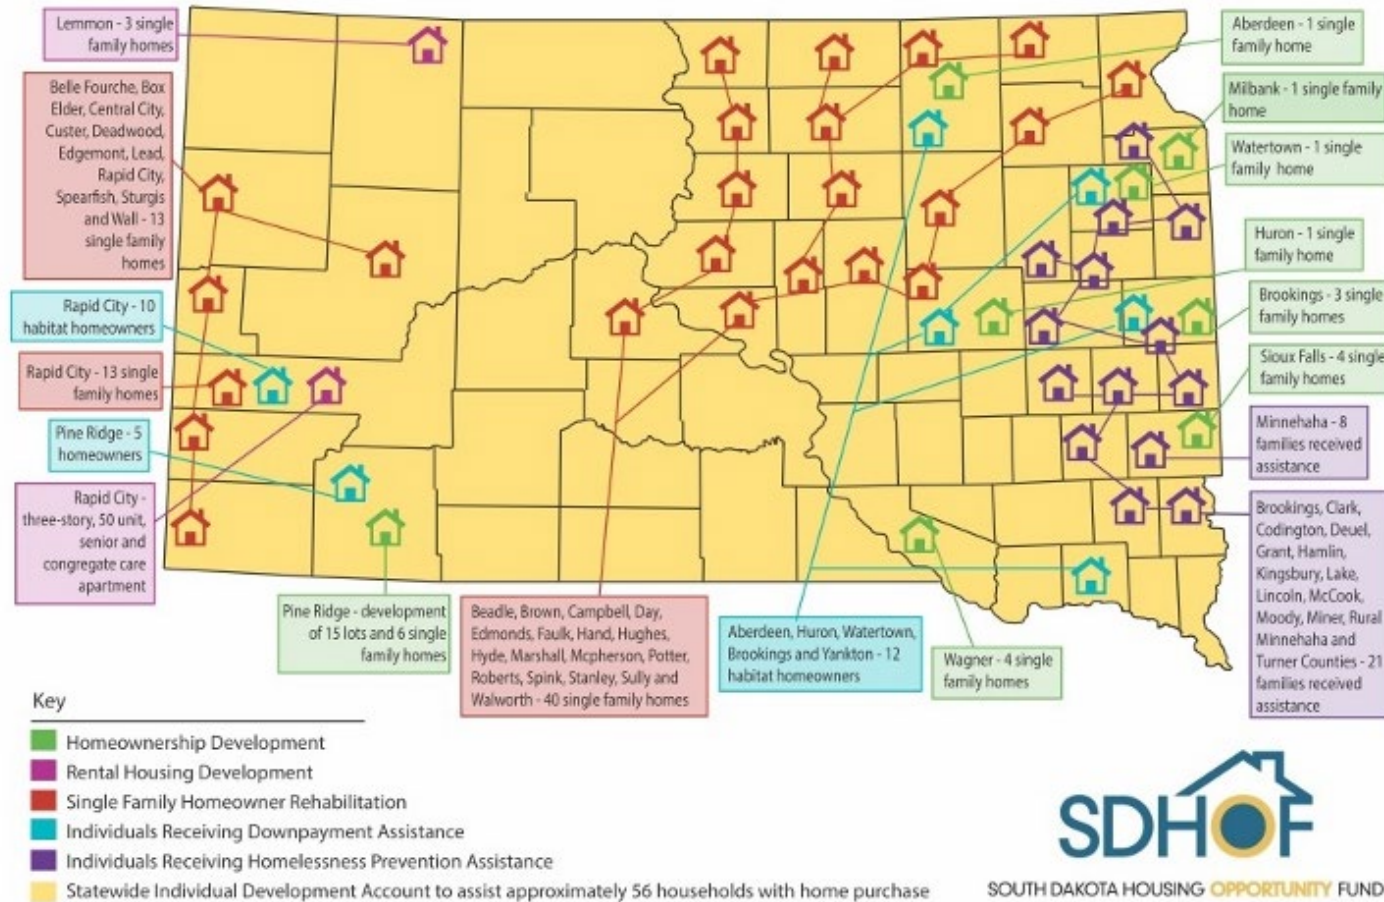 Lemmon - 3 single
family homes
Belle Fourche, Box
Elder, Central City,
Custer, Deadwood,
Edgemont, Lead,
Rapid City,
Spearfish, Sturgis
and Wall - 13
single family
homes
Rapid City - 10
habitat homeowners
Rapid City - 13 single
family homes
Pine Ridge - 5
homeowners
Rapid City -
three-story, 50 unit,
senior and
congregate care
apartment
Pine Ridge - development
of 15 lots and 6 single
family homes
Beadle, Brown, Campbell, Day,
Edmonds, Faulk, Hand, Hughes,
Hyde, Marshall, Mcpherson, Potter,
Roberts, Spink, Stanley, Sully and
Walworth - 40 single family homes
Aberdeen, Huron, Watertown,
Brookings and Yankton - 12
habitat homeowners
Wagner - 4 single
family homes
Aberdeen - 1 single
family home
Milbank - 1 single family
home
Watertown - 1 single
family home
Huron - 1 single
family home
Brookings - 3 single
family homes
Sioux Falls - 4 single
family homes
Minnehaha - 8
families received
assistance
Brookings, Clark,
Codington, Deuel,
Grant, Hamlin,
Kingsbury, Lake,
Lincoln, McCook,
Moody, Miner, Rural
Minnehaha and
Turner Counties - 21
families received
assistance
Key
Homeownership Development
Rental Housing Development
Single Family Homeowner Rehabilitation
Individuals Receiving Downpayment Assistance
Individuals Receiving Homelessness Prevention Assistance
Statewide Individual Development Account to assist approximately 56 households with home purchase
SDHOF
SOUTH DAKOTA HOUSING OPPORTUNITY FUND